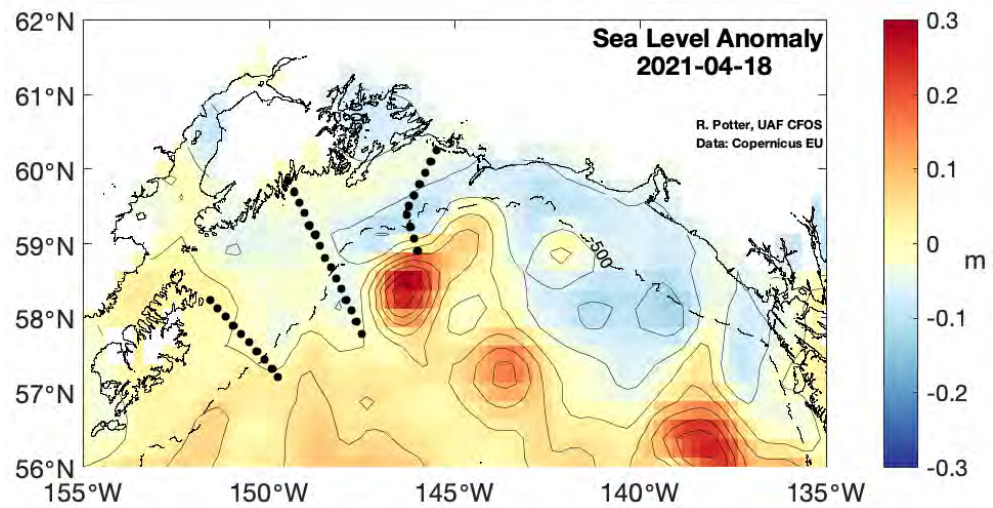 Sea Level Anomaly
2021-04-18
R. Potter, UAF CFOS
Data: Copernicus EU
62°N
61°N
60°N
59°N
58°N
57°N
56°N
155°W
150°W
145°W
140°W
135°W
-500
0.3
0.2
0.1
0
-0.1
-0.2
-0.3
m